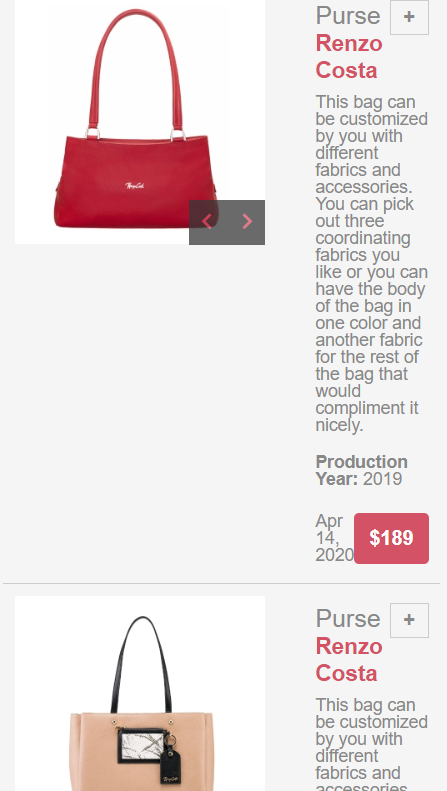 Purse
+
Renzo
Costa
This bag can
be customized
by you with
different
fabrics and
accessories.
You can pick
out three
coordinating
fabrics you
like or you can
have the body
of the bag in
one color and
another fabric
for the rest of
the bag that
would
compliment it
nicely.
Production
Year: 2019
Apr
14,
2020
$189
Purse
+
Renzo
Costa
This bag can
be customized
by you with
different
fabrics and
accessories.